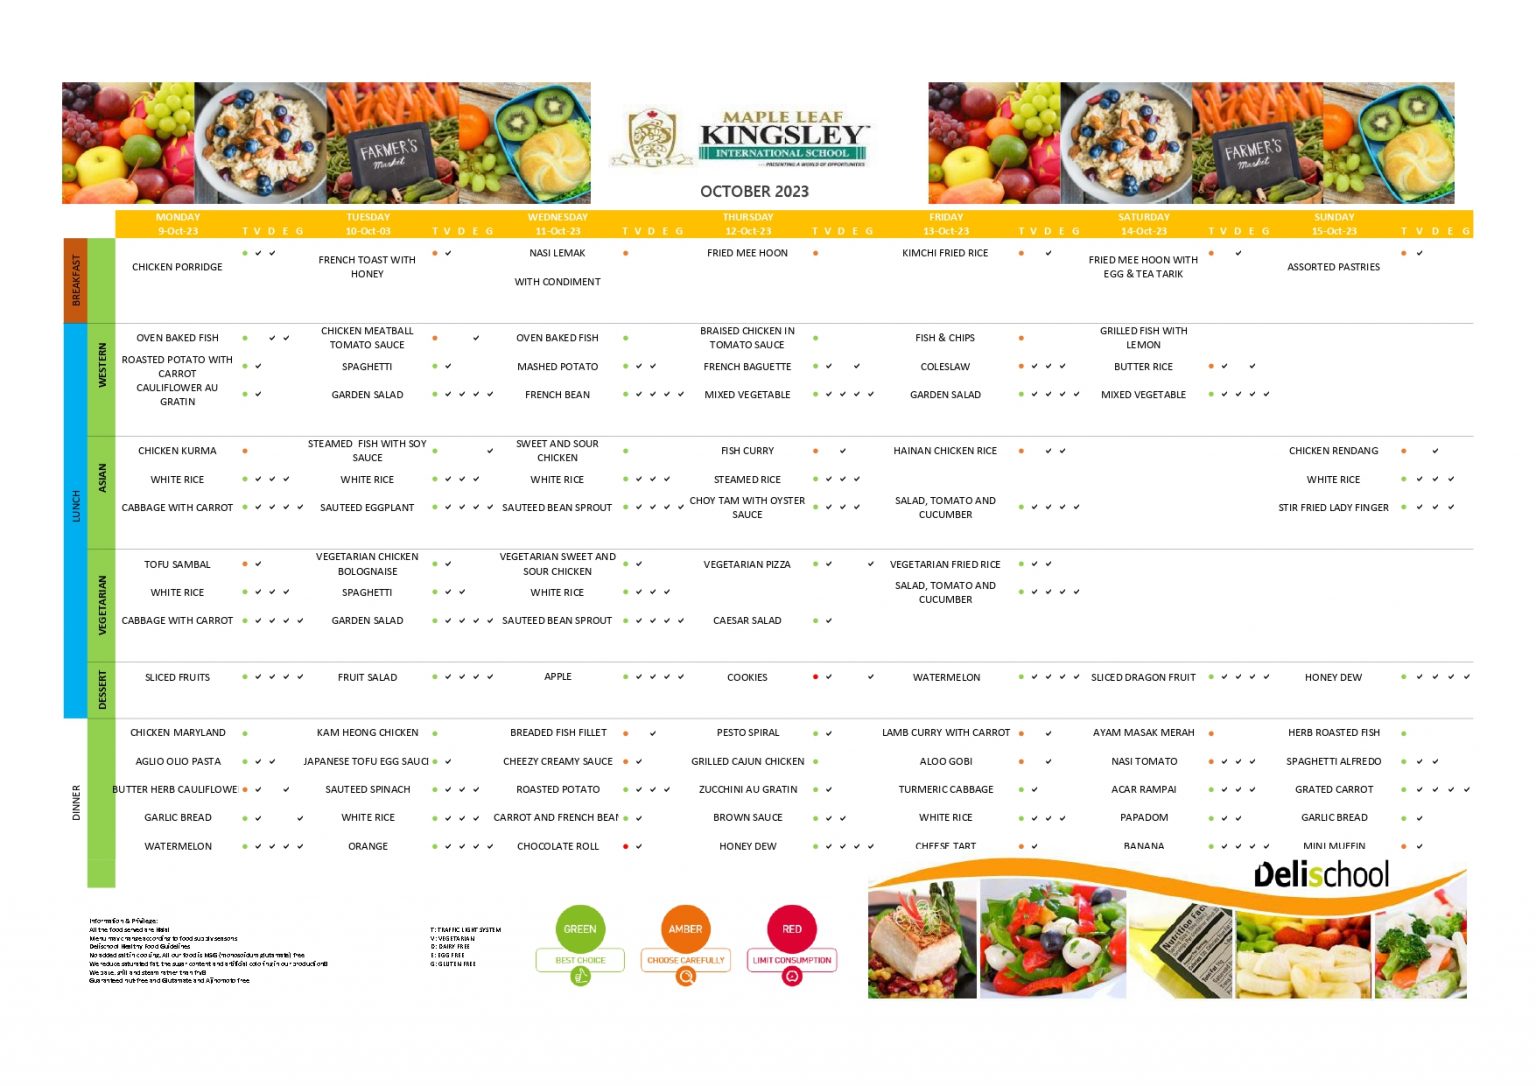 FARMER'S
Market
MAPLE LEAF
KINGSLEY™
INTERNATIONAL SCHOOL
...PRESENTING A WORLD OF OPPORTUNITIES
FARMER'S
Market
OCTOBER 2023
MONDAY TUESDAY WEDNESDAY THURSDAY FRIDAY SATURDAY SUNDAY
9-Oct-23 T V D E G 10-Oct-03 T V D E G 11-Oct-23 T V D E G 12-Oct-23 T V D E G 13-Oct-23 T V D E G 14-Oct-23 T V D E G 15-Oct-23 T V D E G
BREAKFAST
CHICKEN PORRIDGE
FRENCH TOAST WITH
HONEY
NASI LEMAK
WITH CONDIMENT
FRIED MEE HOON
KIMCHI FRIED RICE
FRIED MEE HOON WITH
EGG & TEA TARIK
ASSORTED PASTRIES
LUNCH
WESTERN
OVEN BAKED FISH
CHICKEN MEATBALL
TOMATO SAUCE
OVEN BAKED FISH
BRAISED CHICKEN IN
TOMATO SAUCE
FISH & CHIPS
GRILLED FISH WITH
LEMON
ROASTED POTATO WITH
CARROT
SPAGHETTI
MASHED POTATO
FRENCH BAGUETTE
COLESLAW
BUTTER RICE
CAULIFLOWER AU
GRATIN
GARDEN SALAD
FRENCH BEAN
MIXED VEGETABLE
GARDEN SALAD
MIXED VEGETABLE
ASIAN
CHICKEN KURMA
STEAMED FISH WITH SOY
SAUCE
SWEET AND SOUR
CHICKEN
FISH CURRY
HAINAN CHICKEN RICE
CHICKEN RENDANG
WHITE RICE
WHITE RICE
WHITE RICE
STEAMED RICE
WHITE RICE
CABBAGE WITH CARROT
SAUTEED EGGPLANT
SAUTEED BEAN SPROUT
CHOY TAM WITH OYSTER
SAUCE
SALAD, TOMATO AND
CUCUMBER
STIR FRIED LADY FINGER
VEGETARIAN
TOFU SAMBAL
VEGETARIAN CHICKEN
BOLOGNAISE
VEGETARIAN SWEET AND
SOUR CHICKEN
VEGETARIAN PIZZA
VEGETARIAN FRIED RICE
WHITE RICE
SPAGHETTI
WHITE RICE
SALAD, TOMATO AND
CUCUMBER
CABBAGE WITH CARROT
GARDEN SALAD
SAUTEED BEAN SPROUT
CAESAR SALAD
DESSERT
SLICED FRUITS
FRUIT SALAD
APPLE
COOKIES
WATERMELON
SLICED DRAGON FRUIT
HONEY DEW
DINNER
CHICKEN MARYLAND
KAM HEONG CHICKEN
BREADED FISH FILLET
PESTO SPIRAL
LAMB CURRY WITH CARROT
AYAM MASAK MERAH
HERB ROASTED FISH
AGLIO OLIO PASTA
JAPANESE TOFU EGG SAUCI
CHEEZY CREAMY SAUCE
GRILLED CAJUN CHICKEN
ALOO GOBI
NASI TOMATO
SPAGHETTI ALFREDO
BUTTER HERB CAULIFLOWE
SAUTEED SPINACH
ROASTED POTATO
ZUCCHINI AU GRATIN
TURMERIC CABBAGE
ACAR RAMPAI
GRATED CARROT
GARLIC BREAD
WHITE RICE
CARROT AND FRENCH BEAN
BROWN SAUCE
WHITE RICE
PAPADOM
GARLIC BREAD
WATERMELON
ORANGE
CHOCOLATE ROLL
HONEY DEW
CHEESE TART
BANANA
MINI MUFFIN
Delischool
Information & Privilege:
All the food served are Halal
Menu may change according to food supply seasons
Delischool Healthy Food Guidelines
No added salt in cooking, All our food is MSG (monosodium glutamate) free
We reduce saturated fat, the sugar content and artificial coloring in our products
We bake, grill and steam rather than
Guaranteed nut-free and Glutamate and Ajinomoto free
T: TRAFFIC LIGHT SYSTEM
V: VEGETARIAN
D: DAIRY FREE
E: EGG FREE
G: GLUTEN FREE
GREEN
BEST CHOICE
AMBER
CHOOSE CAREFULLY
RED
LIMIT CONSUMPTION
Nutrition Facts